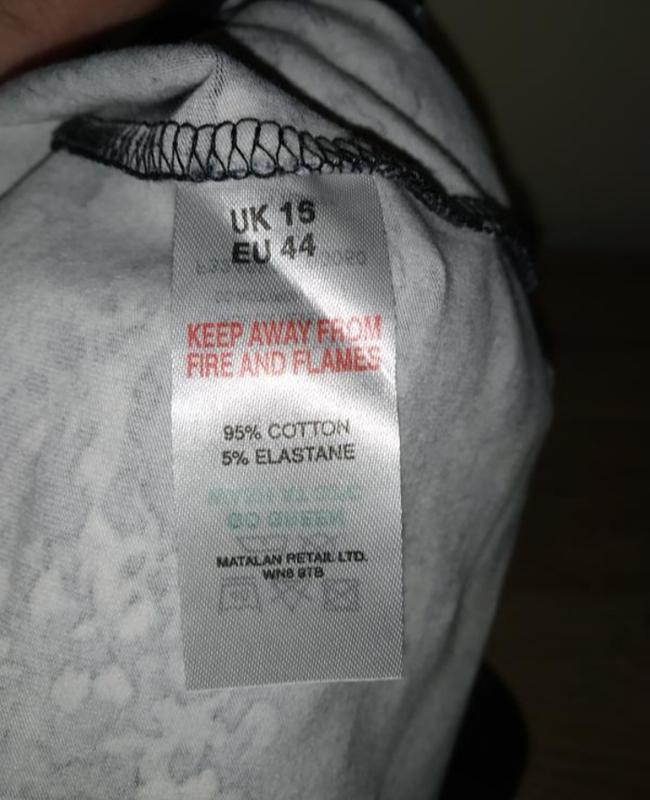 UK 16
EU 44
KEEP AWAY FROM
FIRE AND FLAMES
95% COTTON
5% ELASTANE
MATALAN RETAIL LTD.
WN8 9TB